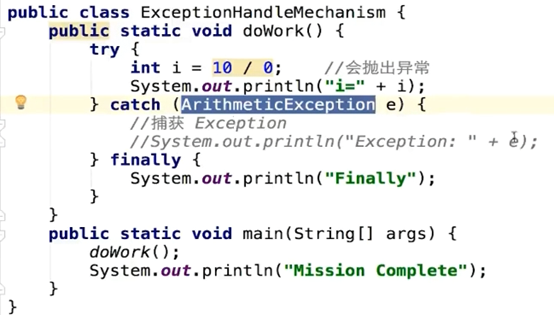 public class ExceptionHandleMechanism {
    public static void doWork() {
        try {
            int i = 10 / 0;    //会抛出异常
            System.out.println("i=" + i);
        } catch (ArithmeticException e) {
            //捕获 Exception
            //System.out.println("Exception: " + e);
        } finally {
            System.out.println("Finally");
        }
    }
    public static void main(String[] args) {
        doWork();
        System.out.println("Mission Complete");
    }
}